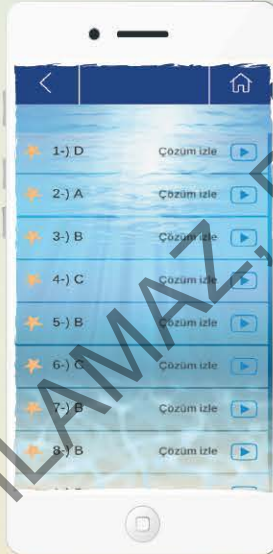 1-) D Çözüm izle
2-) A Çözüm izle
3-) B Çözüm izle
4-) C Çözüm izle
5-) B Çözüm izle
6-) C Çözüm izle
7-) B Çözüm izle
8-) B Çözüm izle